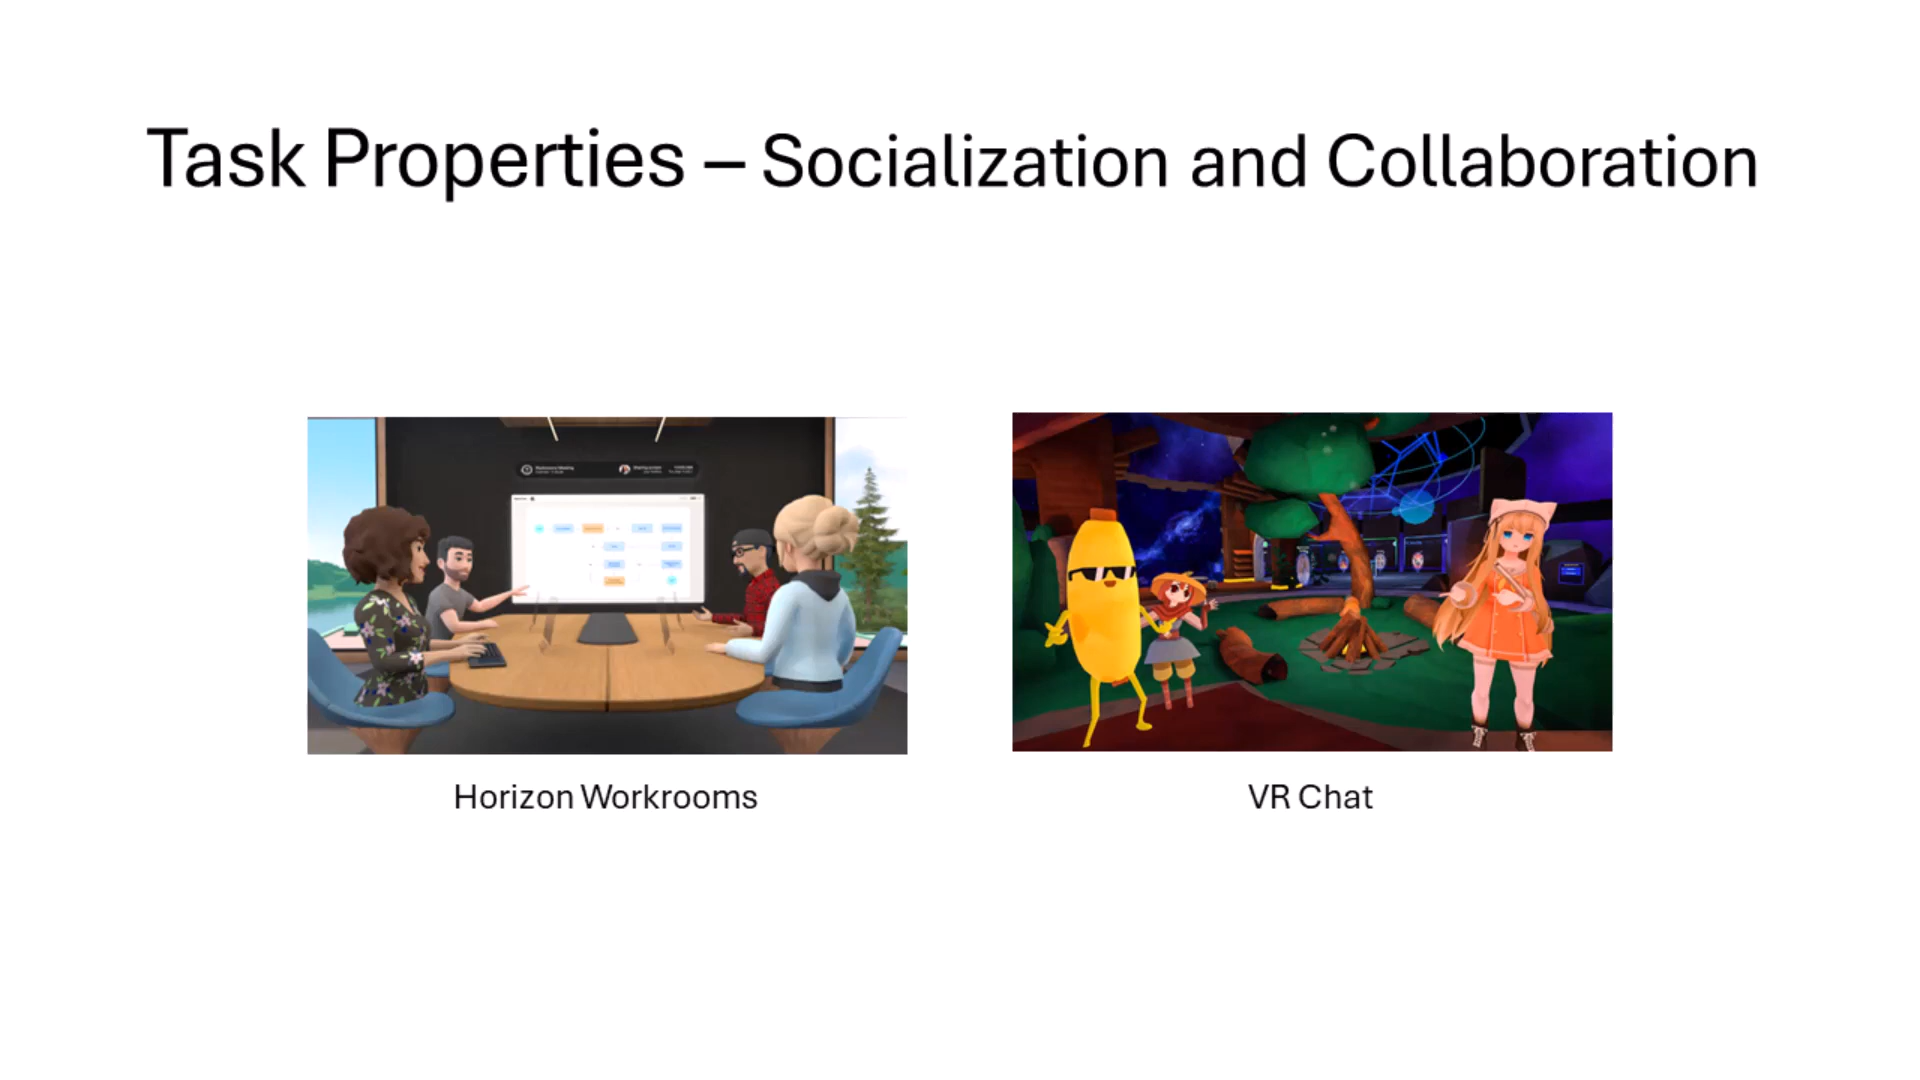 Task Properties – Socialization and Collaboration
Horizon Workrooms
VR Chat